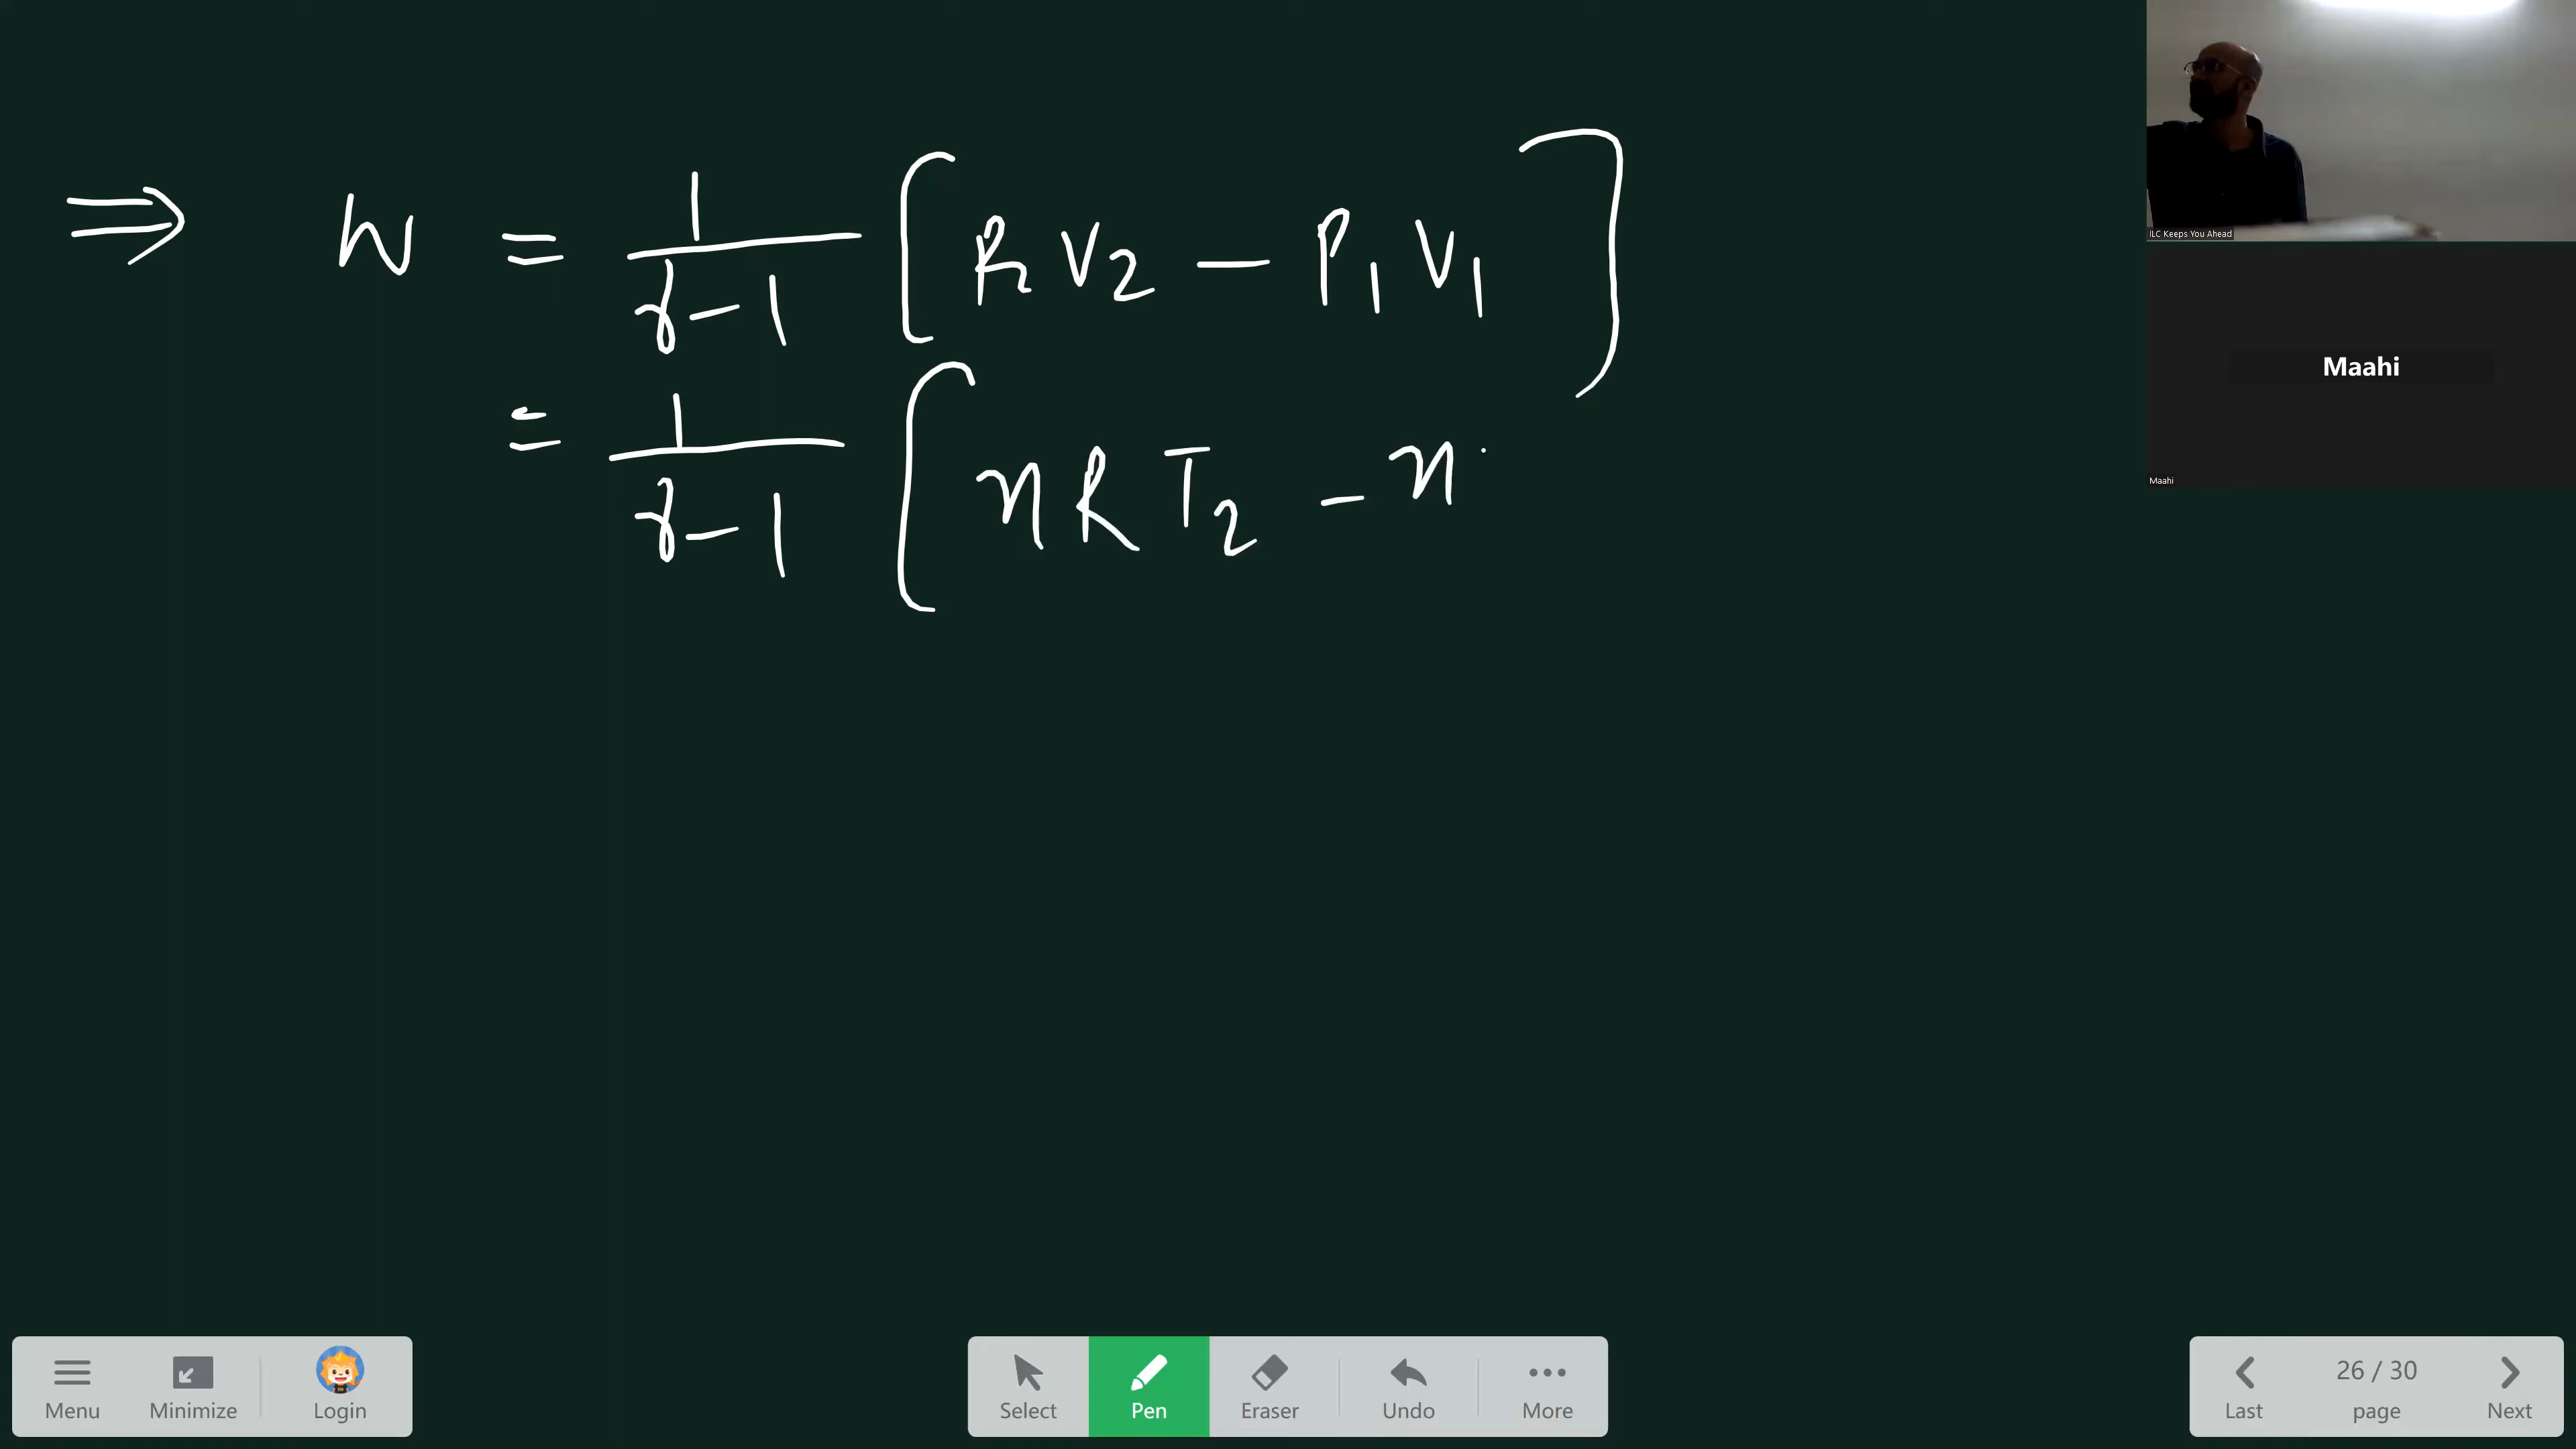 ⇒ W = 1/(γ-1) [P₂V₂ - P₁V₁]
= 1/(γ-1) [nRT₂ - n
ILC Keeps You Ahead
Maahi
Maahi
Menu Minimize Login Select Pen Eraser Undo More Last 26 / 30 page Next